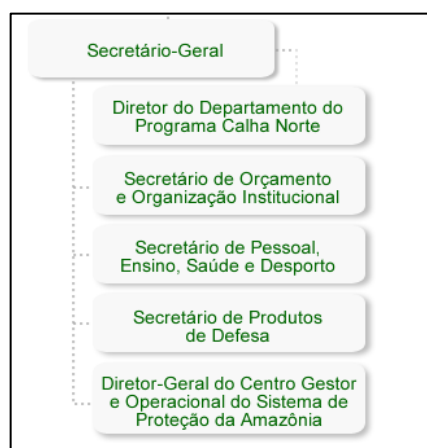 Secretário-Geral
Diretor do Departamento do
Programa Calha Norte
Secretário de Orçamento
e Organização Institucional
Secretário de Pessoal,
Ensino, Saúde e Desporto
Secretário de Produtos
de Defesa
Diretor-Geral do Centro Gestor
e Operacional do Sistema de
Proteção da Amazônia